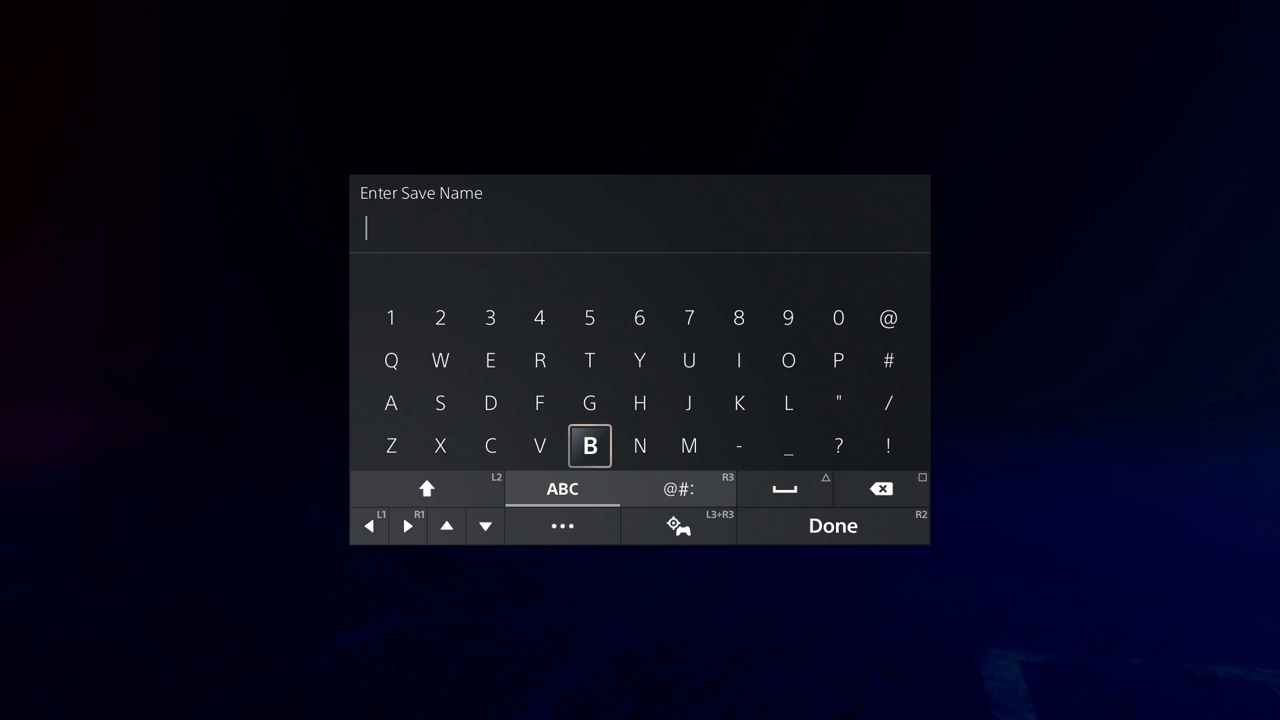 Enter Save Name
1 2 3 4 5 6 7 8 9 0 @
Q W E R T Y U I O P #
A S D F G H J K L " /
Z X C V B N M - _ ? !
L2 ABC @#: R3 △ □
L1 R1 ... L3+R3 Done R2